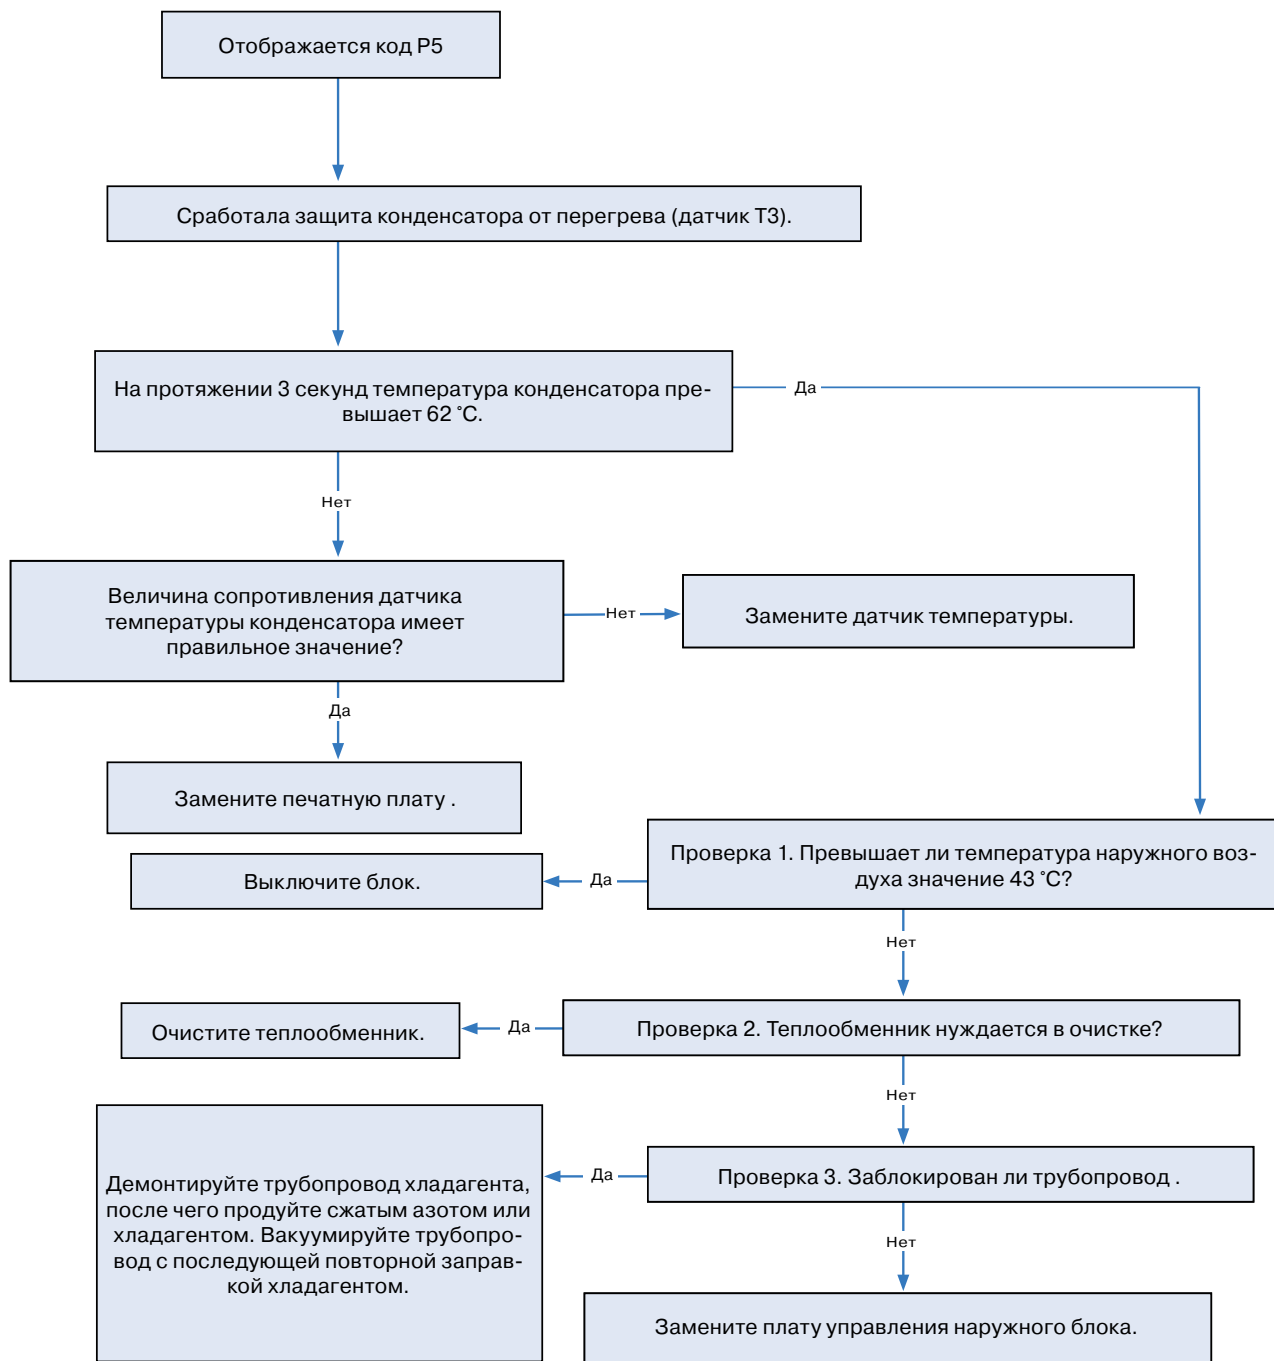 Отображается код P5
Сработала защита конденсатора от перегрева (датчик T3).
На протяжении 3 секунд температура конденсатора пре-
вышает 62 °C.
Да
Нет
Величина сопротивления датчика
температуры конденсатора имеет
правильное значение?
Нет
Замените датчик температуры.
Да
Замените печатную плату .
Проверка 1. Превышает ли температура наружного воз-
духа значение 43 °C?
Да
Выключите блок.
Нет
Проверка 2. Теплообменник нуждается в очистке?
Да
Очистите теплообменник.
Нет
Проверка 3. Заблокирован ли трубопровод .
Да
Демонтируйте трубопровод хладагента,
после чего продуйте сжатым азотом или
хладагентом. Вакуумируйте трубопро-
вод с последующей повторной заправ-
кой хладагентом.
Нет
Замените плату управления наружного блока.